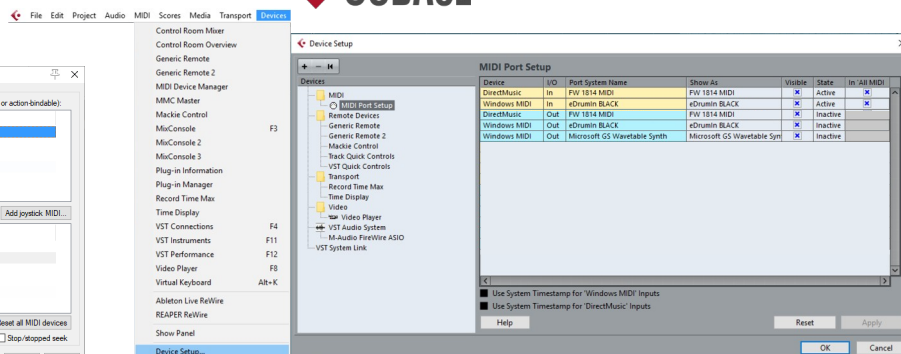 CUBASE
File Edit Project Audio MIDI Scores Media Transport Devices
Control Room Mixer
Control Room Overview
Generic Remote
Generic Remote 2
MIDI Device Manager
MMC Master
Mackie Control
MixConsole F3
MixConsole 2
MixConsole 3
Plug-in Information
Plug-in Manager
Record Time Max
Time Display
VST Connections F4
VST Instruments F11
VST Performance F12
Video Player F8
Virtual Keyboard Alt+K
Ableton Live ReWire
REAPER ReWire
Show Panel
Device Setup...
or action-bindable):
Add joystick MIDI...
Reset all MIDI devices
Stop/stopped seek
Device Setup
Devices
MIDI
MIDI Port Setup
Remote Devices
Generic Remote
Generic Remote 2
Mackie Control
Track Quick Controls
VST Quick Controls
Transport
Record Time Max
Time Display
Video
Video Player
VST Audio System
M-Audio FireWire ASIO
VST System Link
MIDI Port Setup
Device I/O Port System Name Show As Visible State In 'All MIDI
DirectMusic In FW 1814 MIDI FW 1814 MIDI Active
Windows MIDI In eDrumIn BLACK eDrumIn BLACK Active
DirectMusic Out FW 1814 MIDI FW 1814 MIDI Inactive
Windows MIDI Out eDrumIn BLACK eDrumIn BLACK Inactive
Windows MIDI Out Microsoft GS Wavetable Synth Microsoft GS Wavetable Syn Inactive
Use System Timestamp for 'Windows MIDI' Inputs
Use System Timestamp for 'DirectMusic' Inputs
Help Reset Apply
OK Cancel